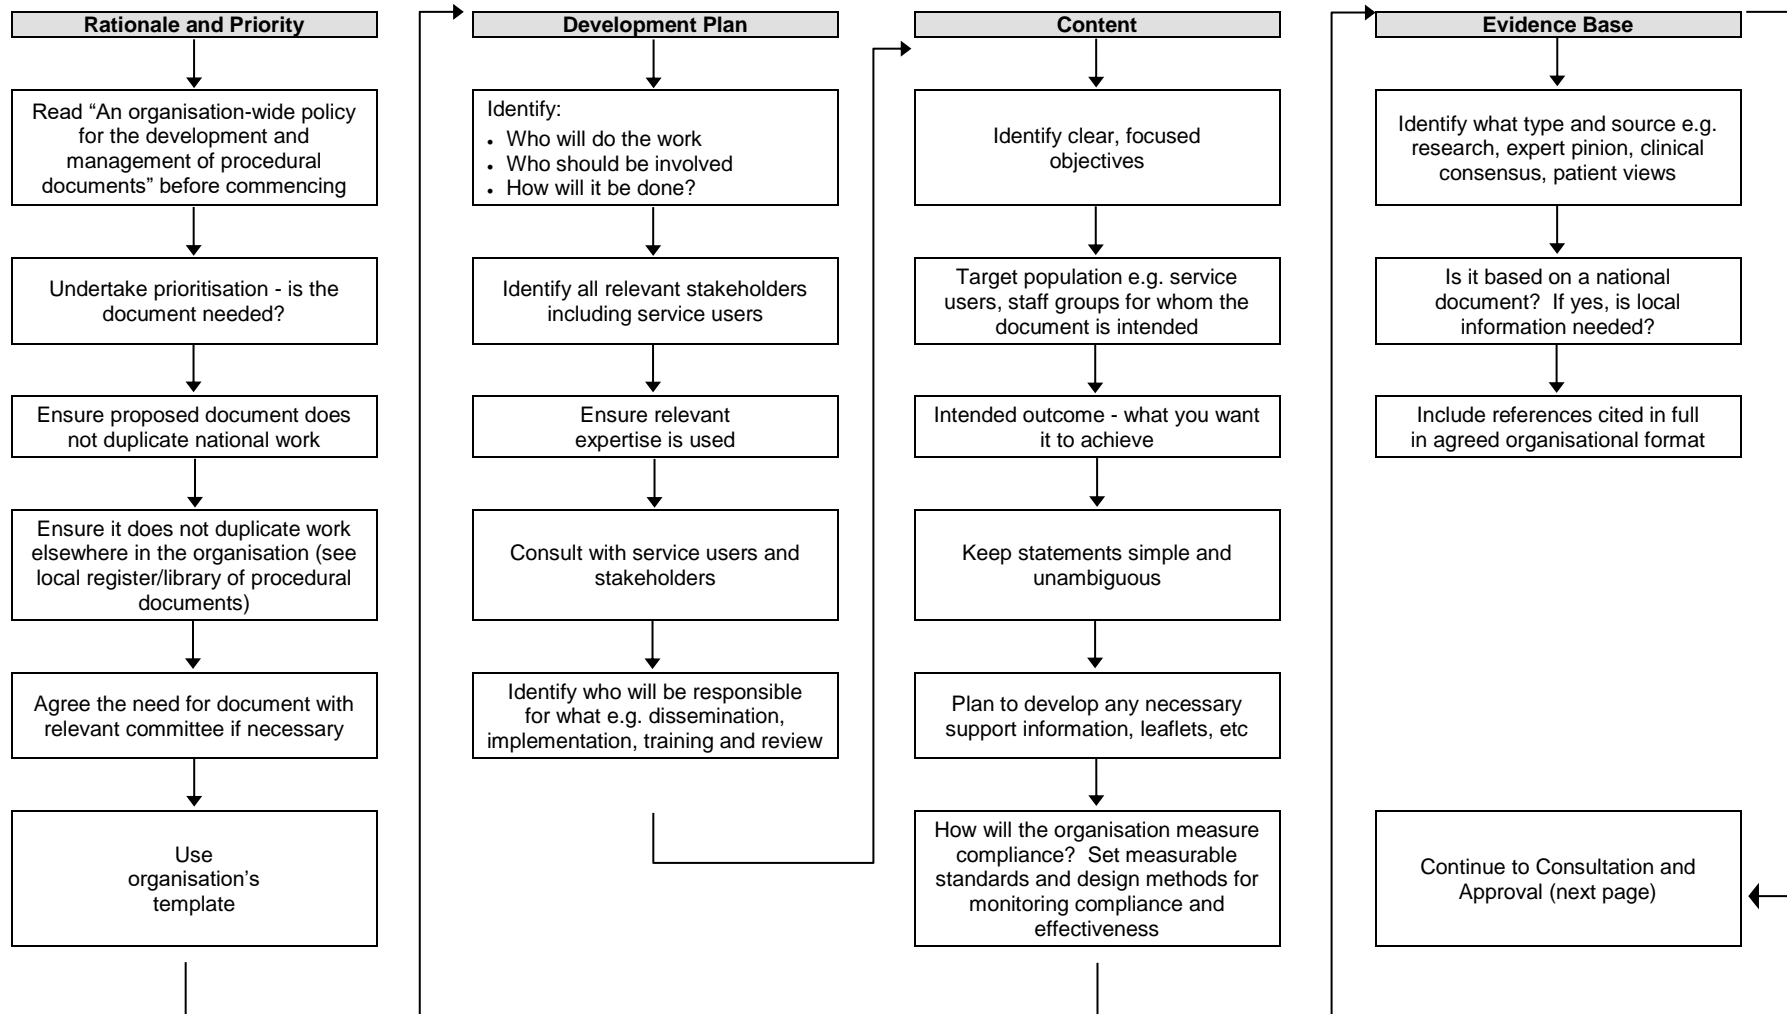 Rationale and Priority
Read “An organisation-wide policy
for the development and
management of procedural
documents” before commencing
Undertake prioritisation - is the
document needed?
Ensure proposed document does
not duplicate national work
Ensure it does not duplicate work
elsewhere in the organisation (see
local register/library of procedural
documents)
Agree the need for document with
relevant committee if necessary
Use
organisation’s
template
Development Plan
Identify:
• Who will do the work
• Who should be involved
• How will it be done?
Identify all relevant stakeholders
including service users
Ensure relevant
expertise is used
Consult with service users and
stakeholders
Identify who will be responsible
for what e.g. dissemination,
implementation, training and review
Content
Identify clear, focused
objectives
Target population e.g. service
users, staff groups for whom the
document is intended
Intended outcome - what you want
it to achieve
Keep statements simple and
unambiguous
Plan to develop any necessary
support information, leaflets, etc
How will the organisation measure
compliance?  Set measurable
standards and design methods for
monitoring compliance and
effectiveness
Evidence Base
Identify what type and source e.g.
research, expert pinion, clinical
consensus, patient views
Is it based on a national
document?  If yes, is local
information needed?
Include references cited in full
in agreed organisational format
Continue to Consultation and
Approval (next page)